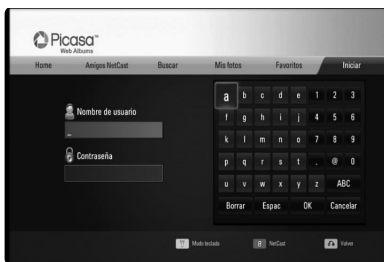 Picasa™
Web Albums
Home Amigos NetCast Buscar Mis fotos Favoritos Iniciar
Nombre de usuario
_
Contraseña
a b c d e 1 2 3
f g h i j 4 5 6
k l m n o 7 8 9
p q r s t . @ 0
u v w x y z ABC
Borrar Espac OK Cancelar
Modo teclado NetCast Volver